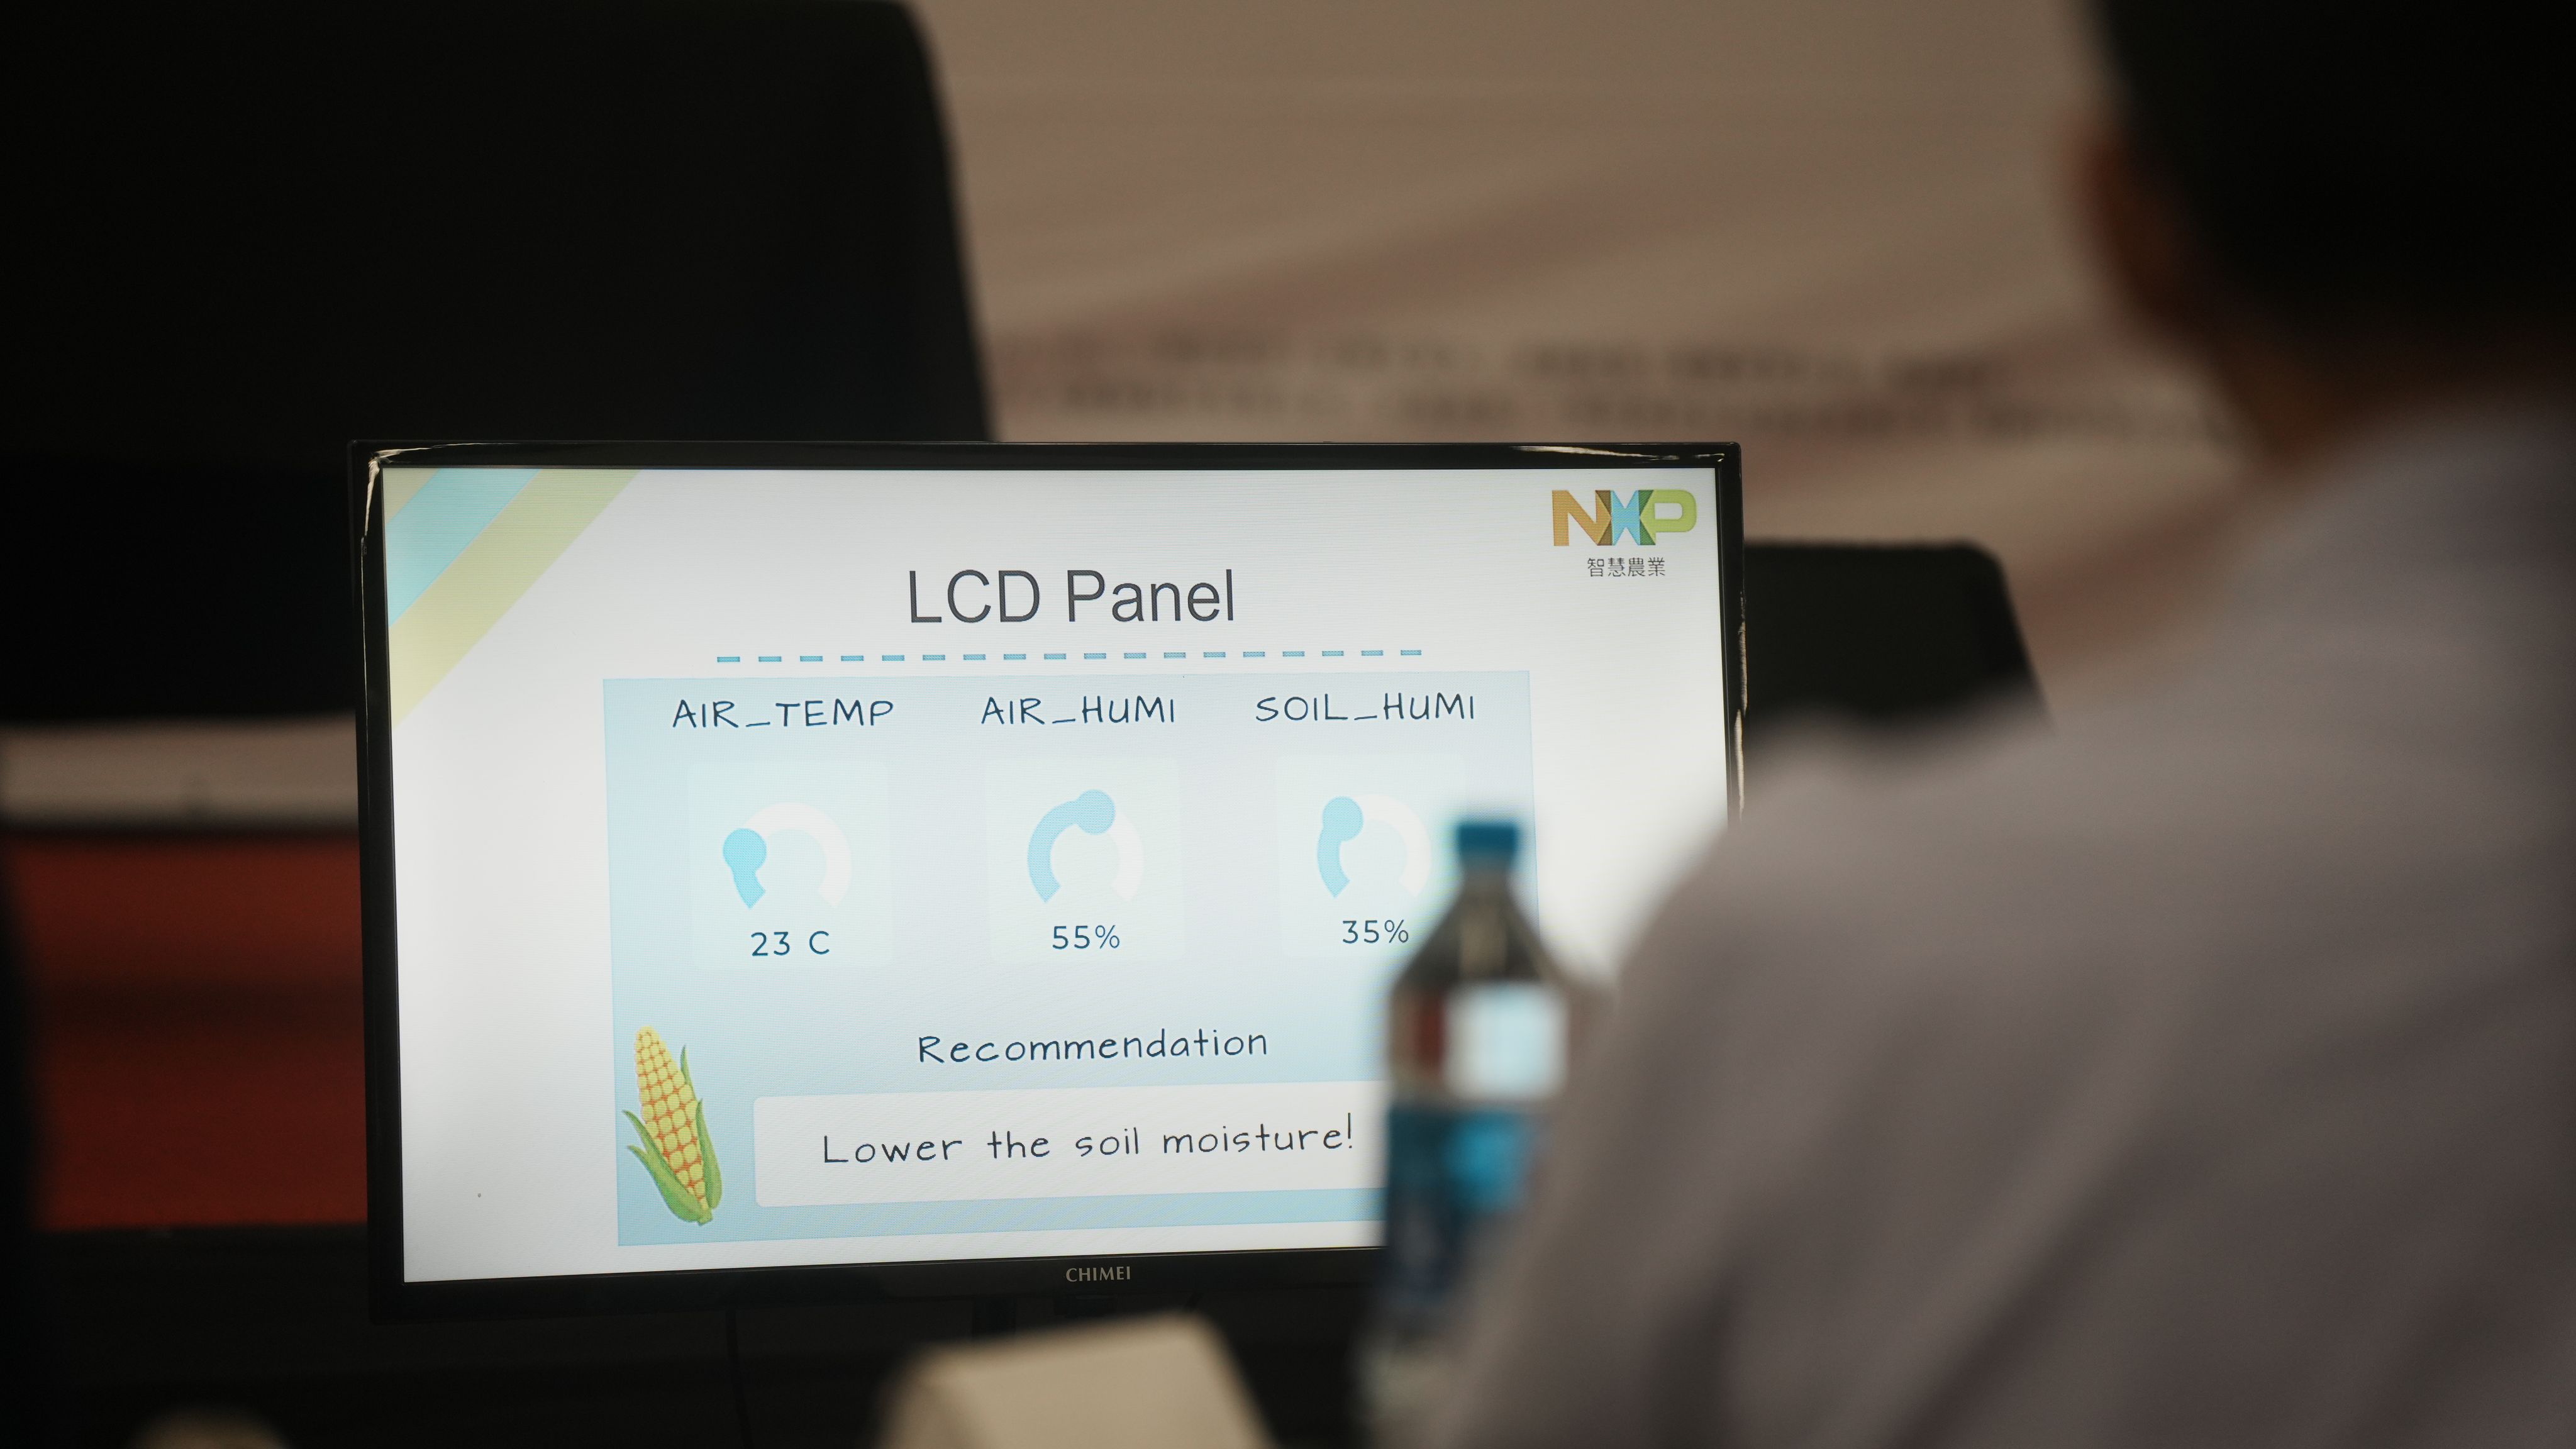 NXP
智慧農業
LCD Panel
AIR_TEMP AIR_HUMI SOIL_HUMI
23 C 55% 35%
Recommendation
Lower the soil moisture!
CHIMEI